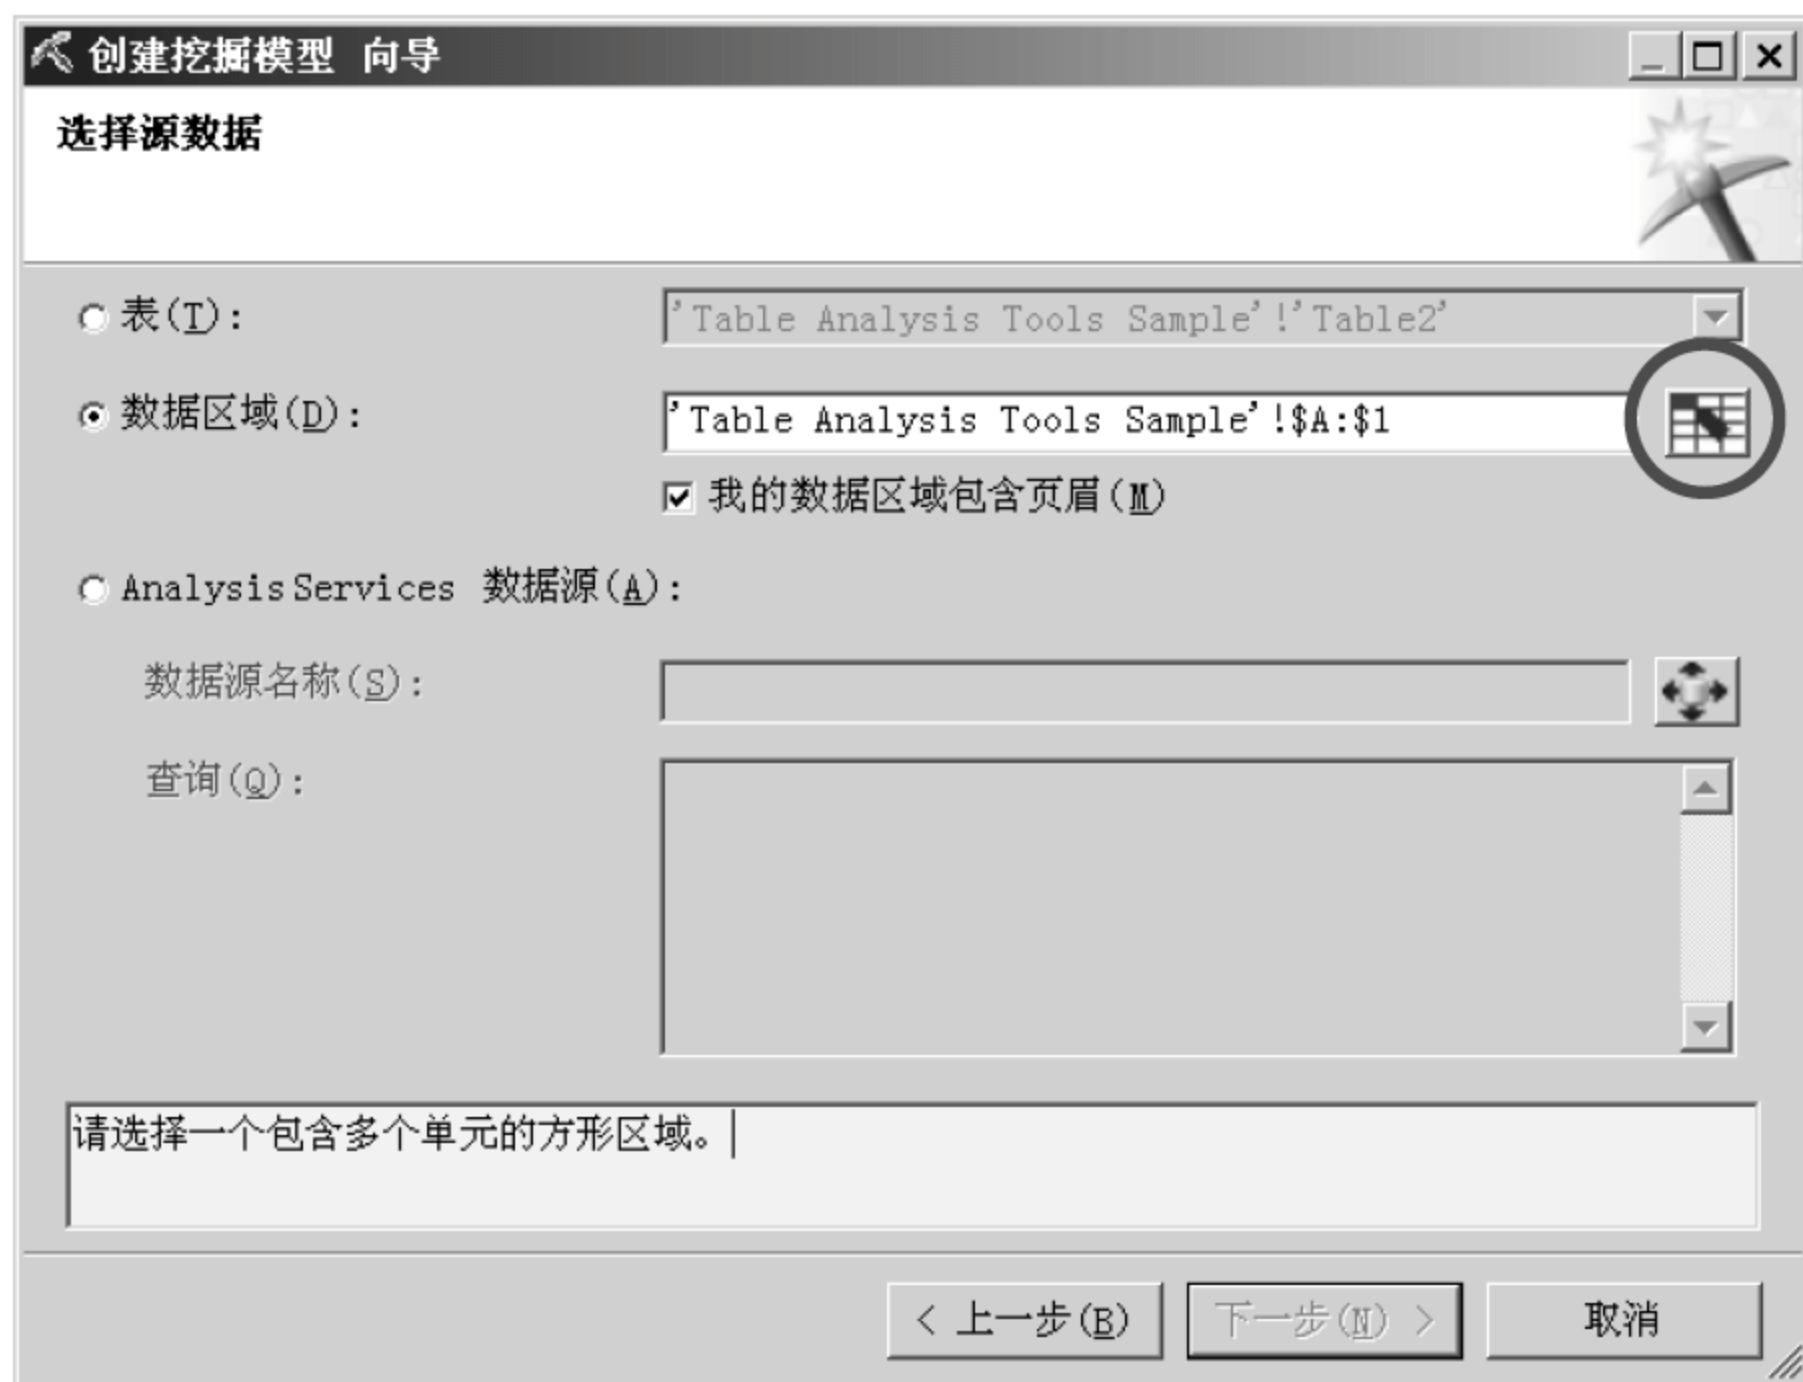 创建挖掘模型 向导
选择源数据
表(T): 'Table Analysis Tools Sample'!'Table2'
数据区域(D): 'Table Analysis Tools Sample'!$A:$1
我的数据区域包含页眉(M)
Analysis Services 数据源(A):
数据源名称(S):
查询(Q):
请选择一个包含多个单元的方形区域。
< 上一步(B) 下一步(N) > 取消